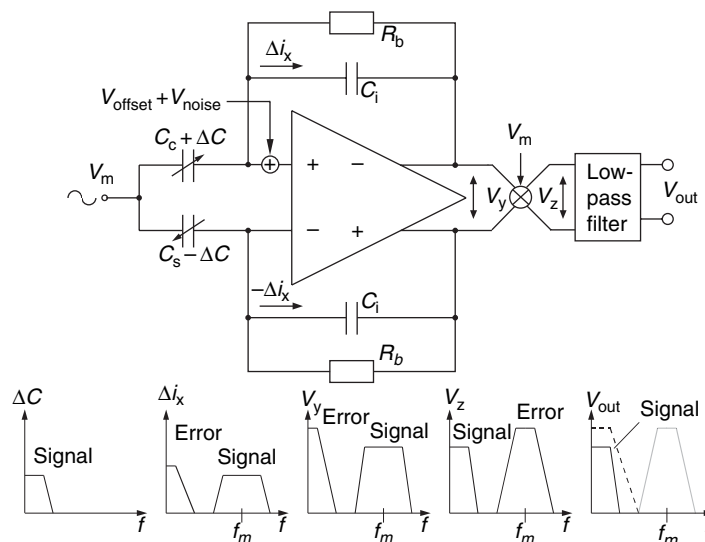 R_b
Δi_x
C_i
V_offset + V_noise
C_c + ΔC
V_m
V_m
+ −
− +
V_y
V_z
Low-
pass
filter
V_out
C_s − ΔC
−Δi_x
C_i
R_b
ΔC
Signal
f
Δi_x
Error
Signal
f_m
f
V_y
Error
Signal
f_m
f
V_z
Error
Signal
f_m
f
V_out
Signal
f_m